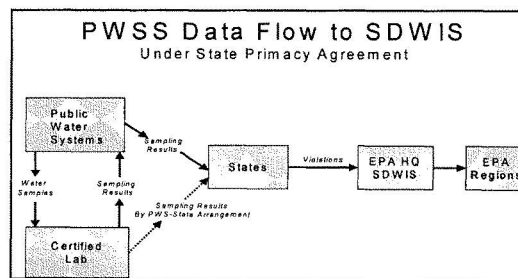 PWSS Data Flow to SDWIS
Under State Primacy Agreement
Public
Water
Systems
Sampling
Results
States
Violations
EPA HQ
SDWIS
EPA
Regions
Water
Samples
Sampling
Results
Sampling Results
By PWS-State Arrangement
Certified
Lab